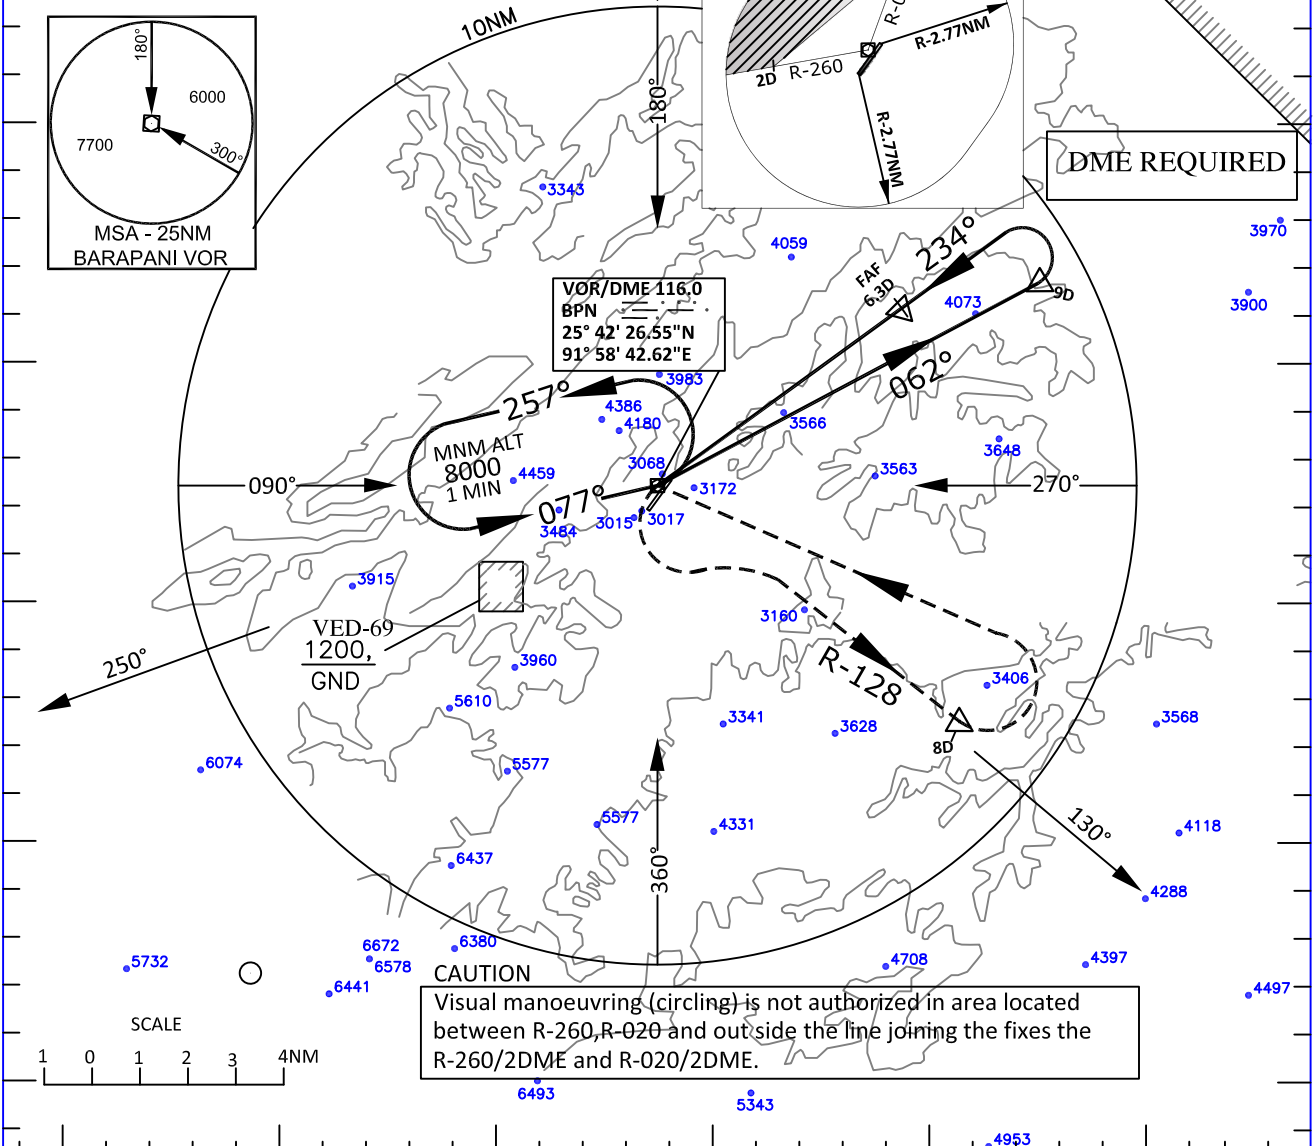 10NM
180°
6000
7700
300°
MSA - 25NM
BARAPANI VOR
180°
R-2.77NM
2D
R-260
R-2.77NM
DME REQUIRED
3343
4059
234°
3970
FAF
6.3D
4073
9D
3900
VOR/DME 116.0
BPN
25° 42' 26.55"N
91° 58' 42.62"E
3983
062°
257°
4386
4180
3566
MNM ALT
8000
1 MIN
4459
3068
3648
3563
090°
3172
270°
077°
3484
3015
3017
3915
VED-69
1200,
GND
3160
250°
3960
R-128
3406
5610
3341
3628
8D
3568
6074
5577
5577
4331
130°
4118
6437
360°
4288
6672
6578
6380
5732
4708
4397
6441
4497
CAUTION
Visual manoeuvring (circling) is not authorized in area located
between R-260,R-020 and out side the line joining the fixes the
R-260/2DME and R-020/2DME.
SCALE
1 0 1 2 3 4NM
6493
5343
4953